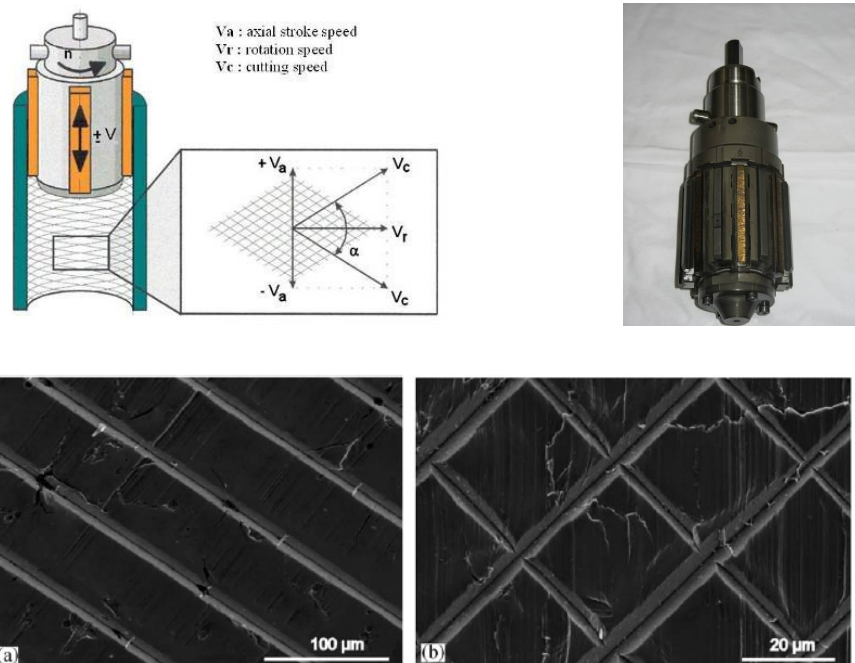 Va : axial stroke speed
Vr : rotation speed
Vc : cutting speed
n
± V
+ Va
Vc
Vr
α
- Va
Vc
(a)
100 µm
(b)
20 µm